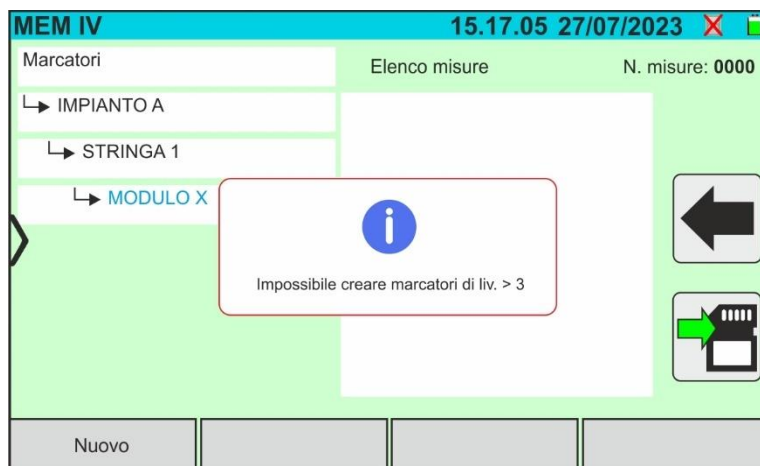 MEM IV 15.17.05 27/07/2023
Marcatori
Elenco misure N. misure: 0000
IMPIANTO A
STRINGA 1
MODULO X
Impossibile creare marcatori di liv. > 3
Nuovo